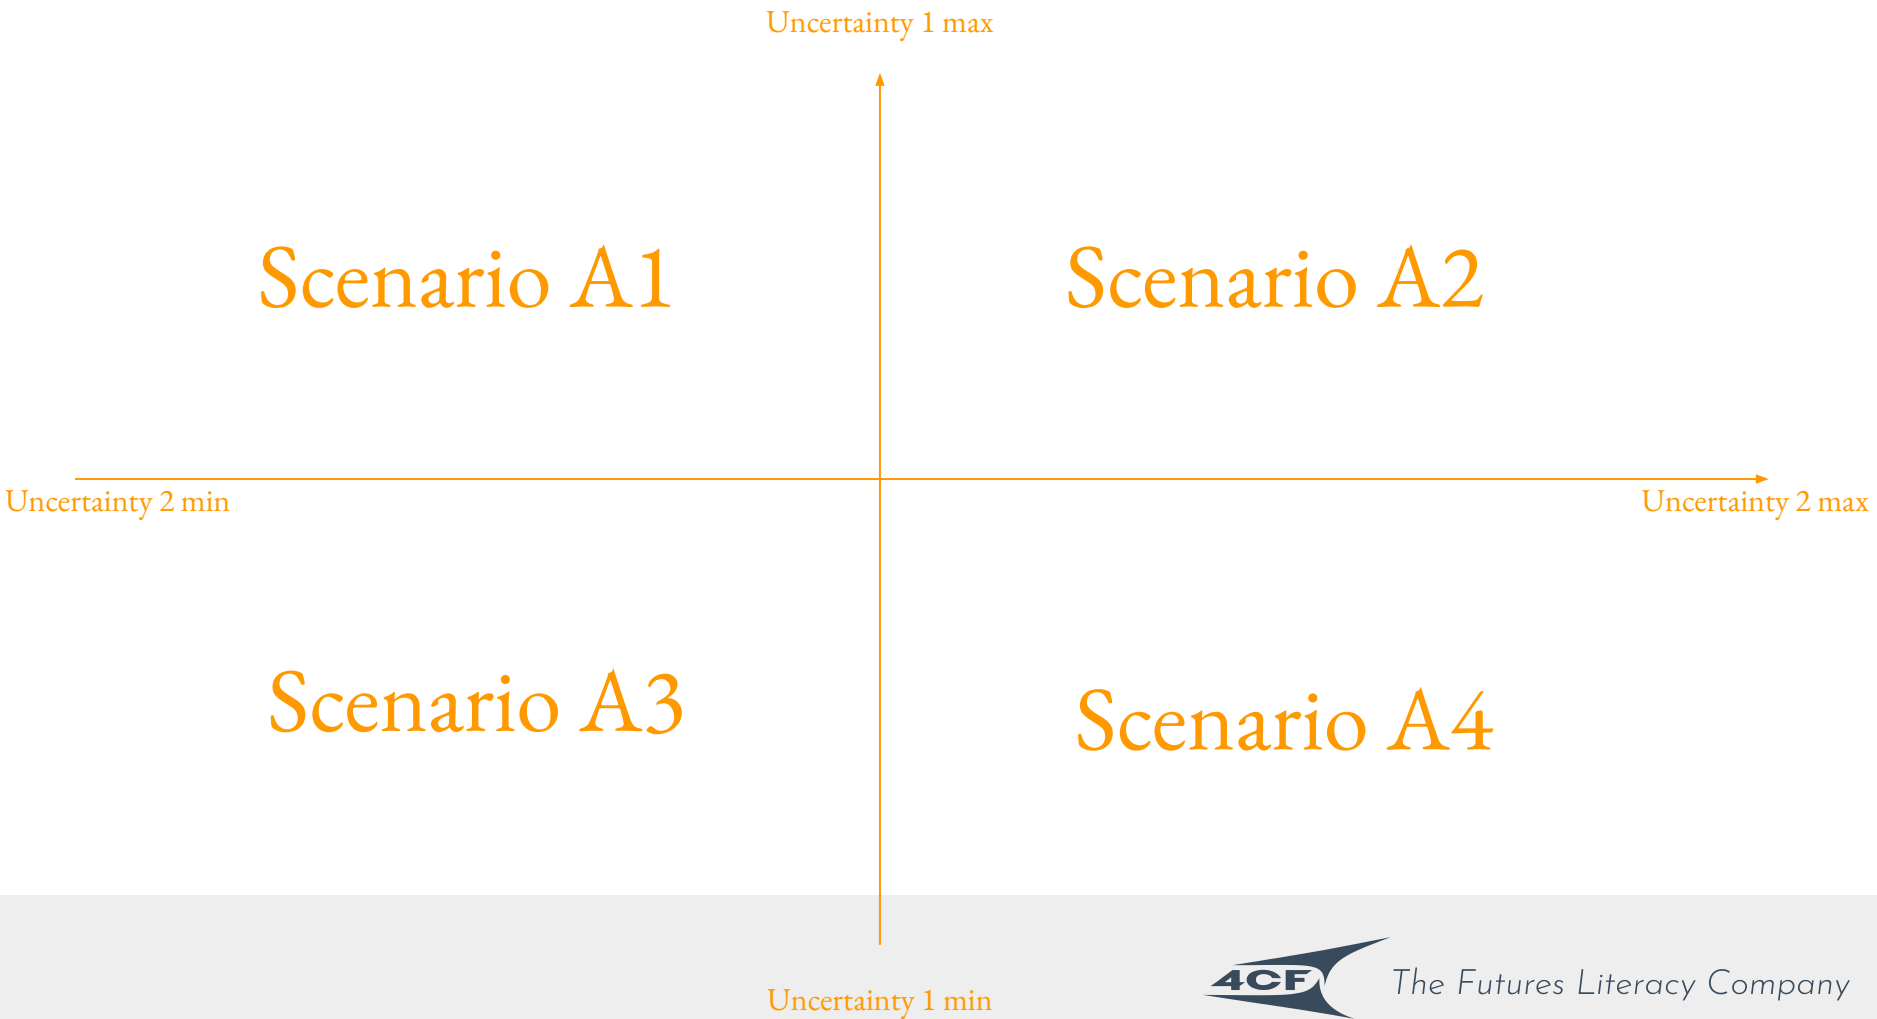 Uncertainty 1 max
Scenario A1
Scenario A2
Uncertainty 2 min
Uncertainty 2 max
Scenario A3
Scenario A4
4CF
The Futures Literacy Company
Uncertainty 1 min